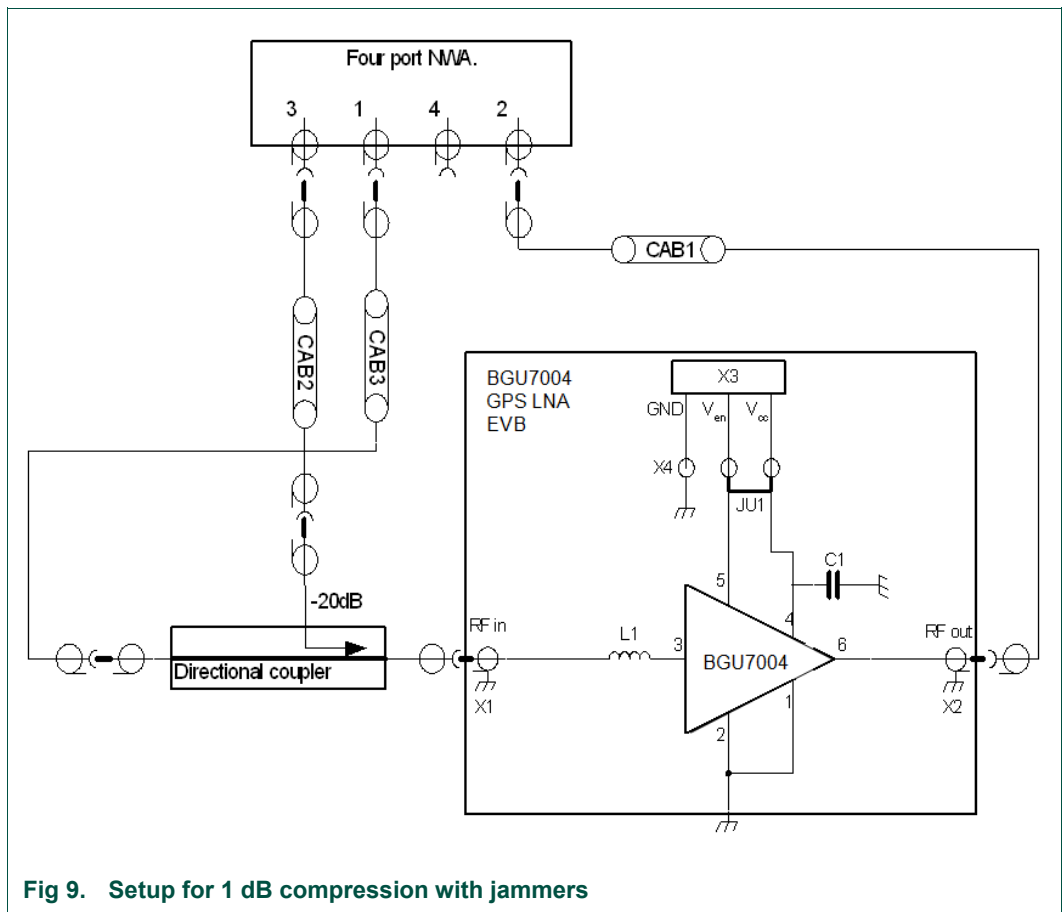 Four port NWA.
3 1 4 2
CAB1
CAB2
CAB3
BGU7004
GPS LNA
EVB
X3
GND Ven Vcc
X4
JU1
C1
5
4
-20dB
RF in
L1
3
BGU7004
6
RF out
Directional coupler
X1
2
1
X2
Fig 9. Setup for 1 dB compression with jammers